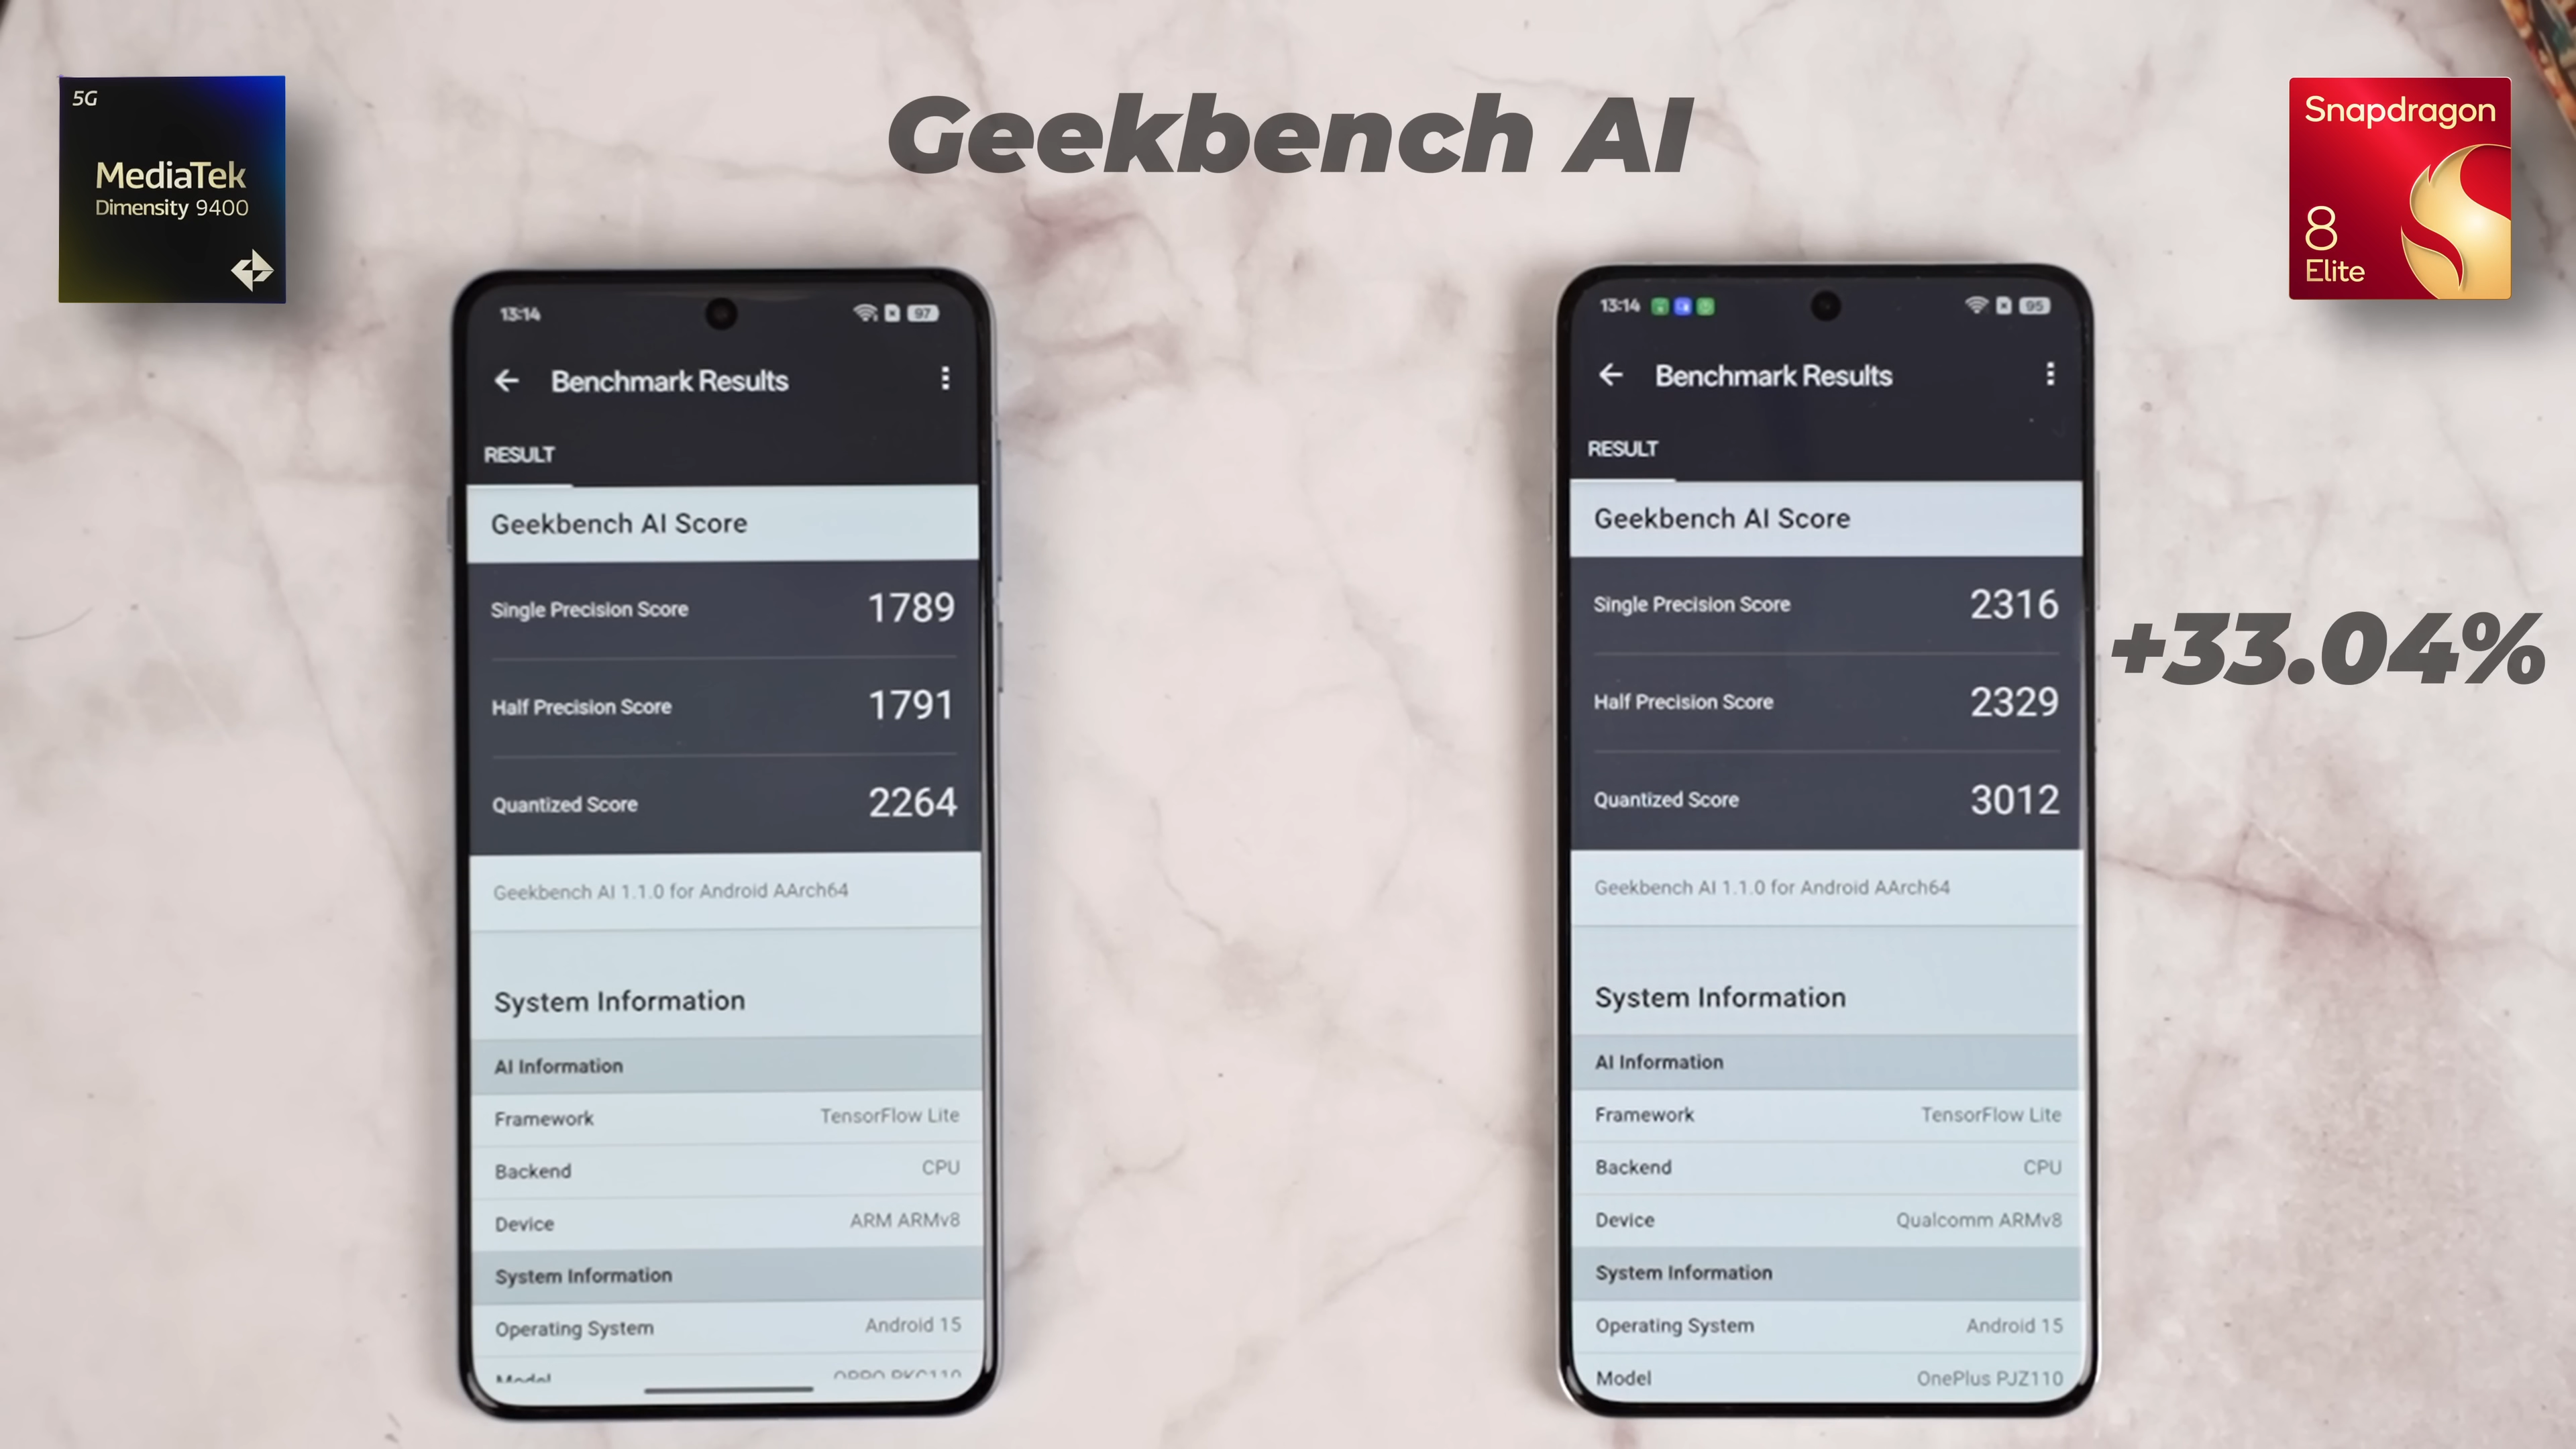 Geekbench AI
5G
MediaTek
Dimensity 9400
Snapdragon
8
Elite
13:14
97
Benchmark Results
RESULT
Geekbench AI Score
Single Precision Score 1789
Half Precision Score 1791
Quantized Score 2264
Geekbench AI 1.1.0 for Android AArch64
System Information
AI Information
Framework TensorFlow Lite
Backend CPU
Device ARM ARMv8
System Information
Operating System Android 15
Model OPPO PKC110
13:14
95
Benchmark Results
RESULT
Geekbench AI Score
Single Precision Score 2316
Half Precision Score 2329
Quantized Score 3012
Geekbench AI 1.1.0 for Android AArch64
System Information
AI Information
Framework TensorFlow Lite
Backend CPU
Device Qualcomm ARMv8
System Information
Operating System Android 15
Model OnePlus PJZ110
+33.04%